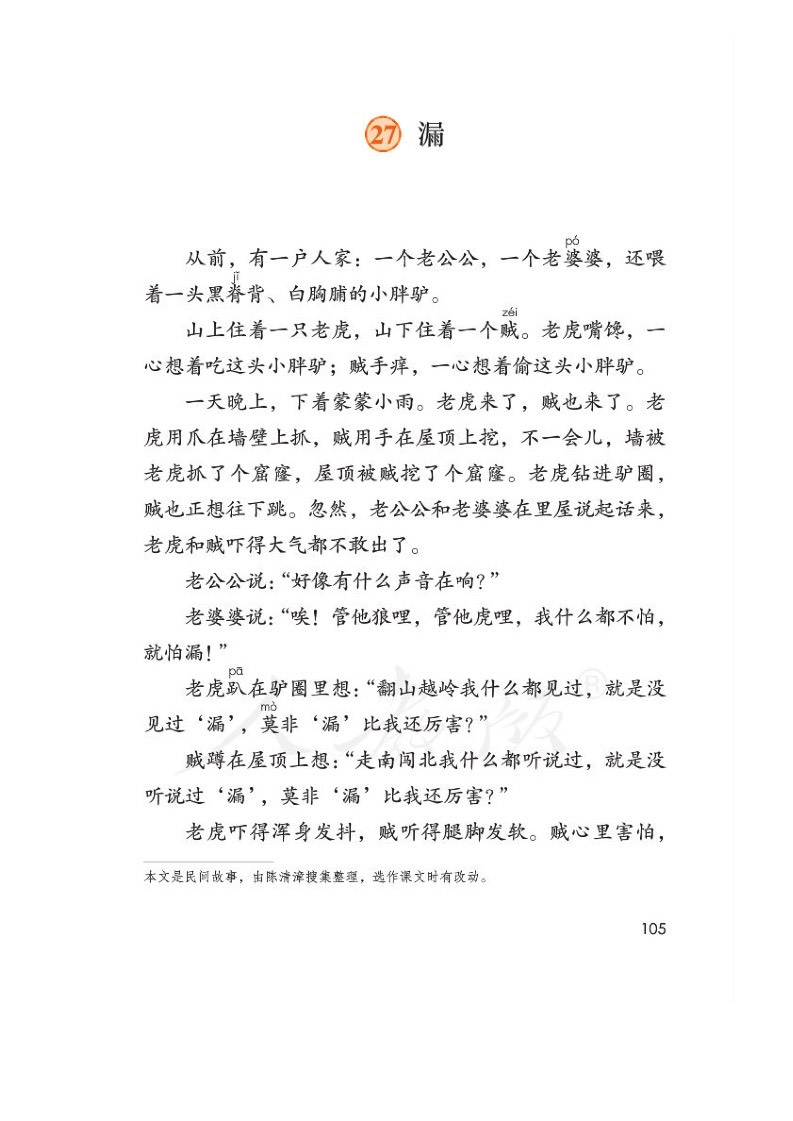 27 漏
pó
从前，有一户人家：一个老公公，一个老婆婆，还喂
jǐ
着一头黑脊背、白胸脯的小胖驴。
zéi
山上住着一只老虎，山下住着一个贼。老虎嘴馋，一
心想着吃这头小胖驴；贼手痒，一心想着偷这头小胖驴。
一天晚上，下着蒙蒙小雨。老虎来了，贼也来了。老
虎用爪在墙壁上抓，贼用手在屋顶上挖，不一会儿，墙被
老虎抓了个窟窿，屋顶被贼挖了个窟窿。老虎钻进驴圈，
贼也正想往下跳。忽然，老公公和老婆婆在里屋说起话来，
老虎和贼吓得大气都不敢出了。
老公公说：“好像有什么声音在响？”
老婆婆说：“唉！管他狼哩，管他虎哩，我什么都不怕，
就怕漏！”
pā
老虎趴在驴圈里想：“翻山越岭我什么都见过，就是没
mò
见过‘漏’，莫非‘漏’比我还厉害？”
贼蹲在屋顶上想：“走南闯北我什么都听说过，就是没
听说过‘漏’，莫非‘漏’比我还厉害？”
老虎吓得浑身发抖，贼听得腿脚发软。贼心里害怕，
本文是民间故事，由陈清漳搜集整理，选作课文时有改动。
105
人教版®